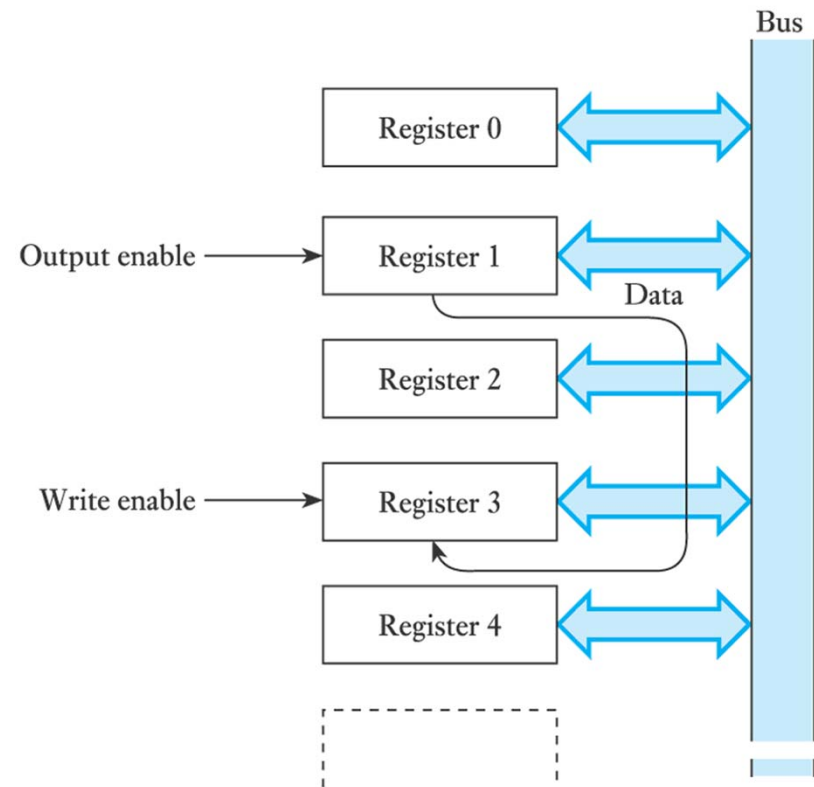 Bus
Register 0
Output enable
Register 1
Data
Register 2
Write enable
Register 3
Register 4